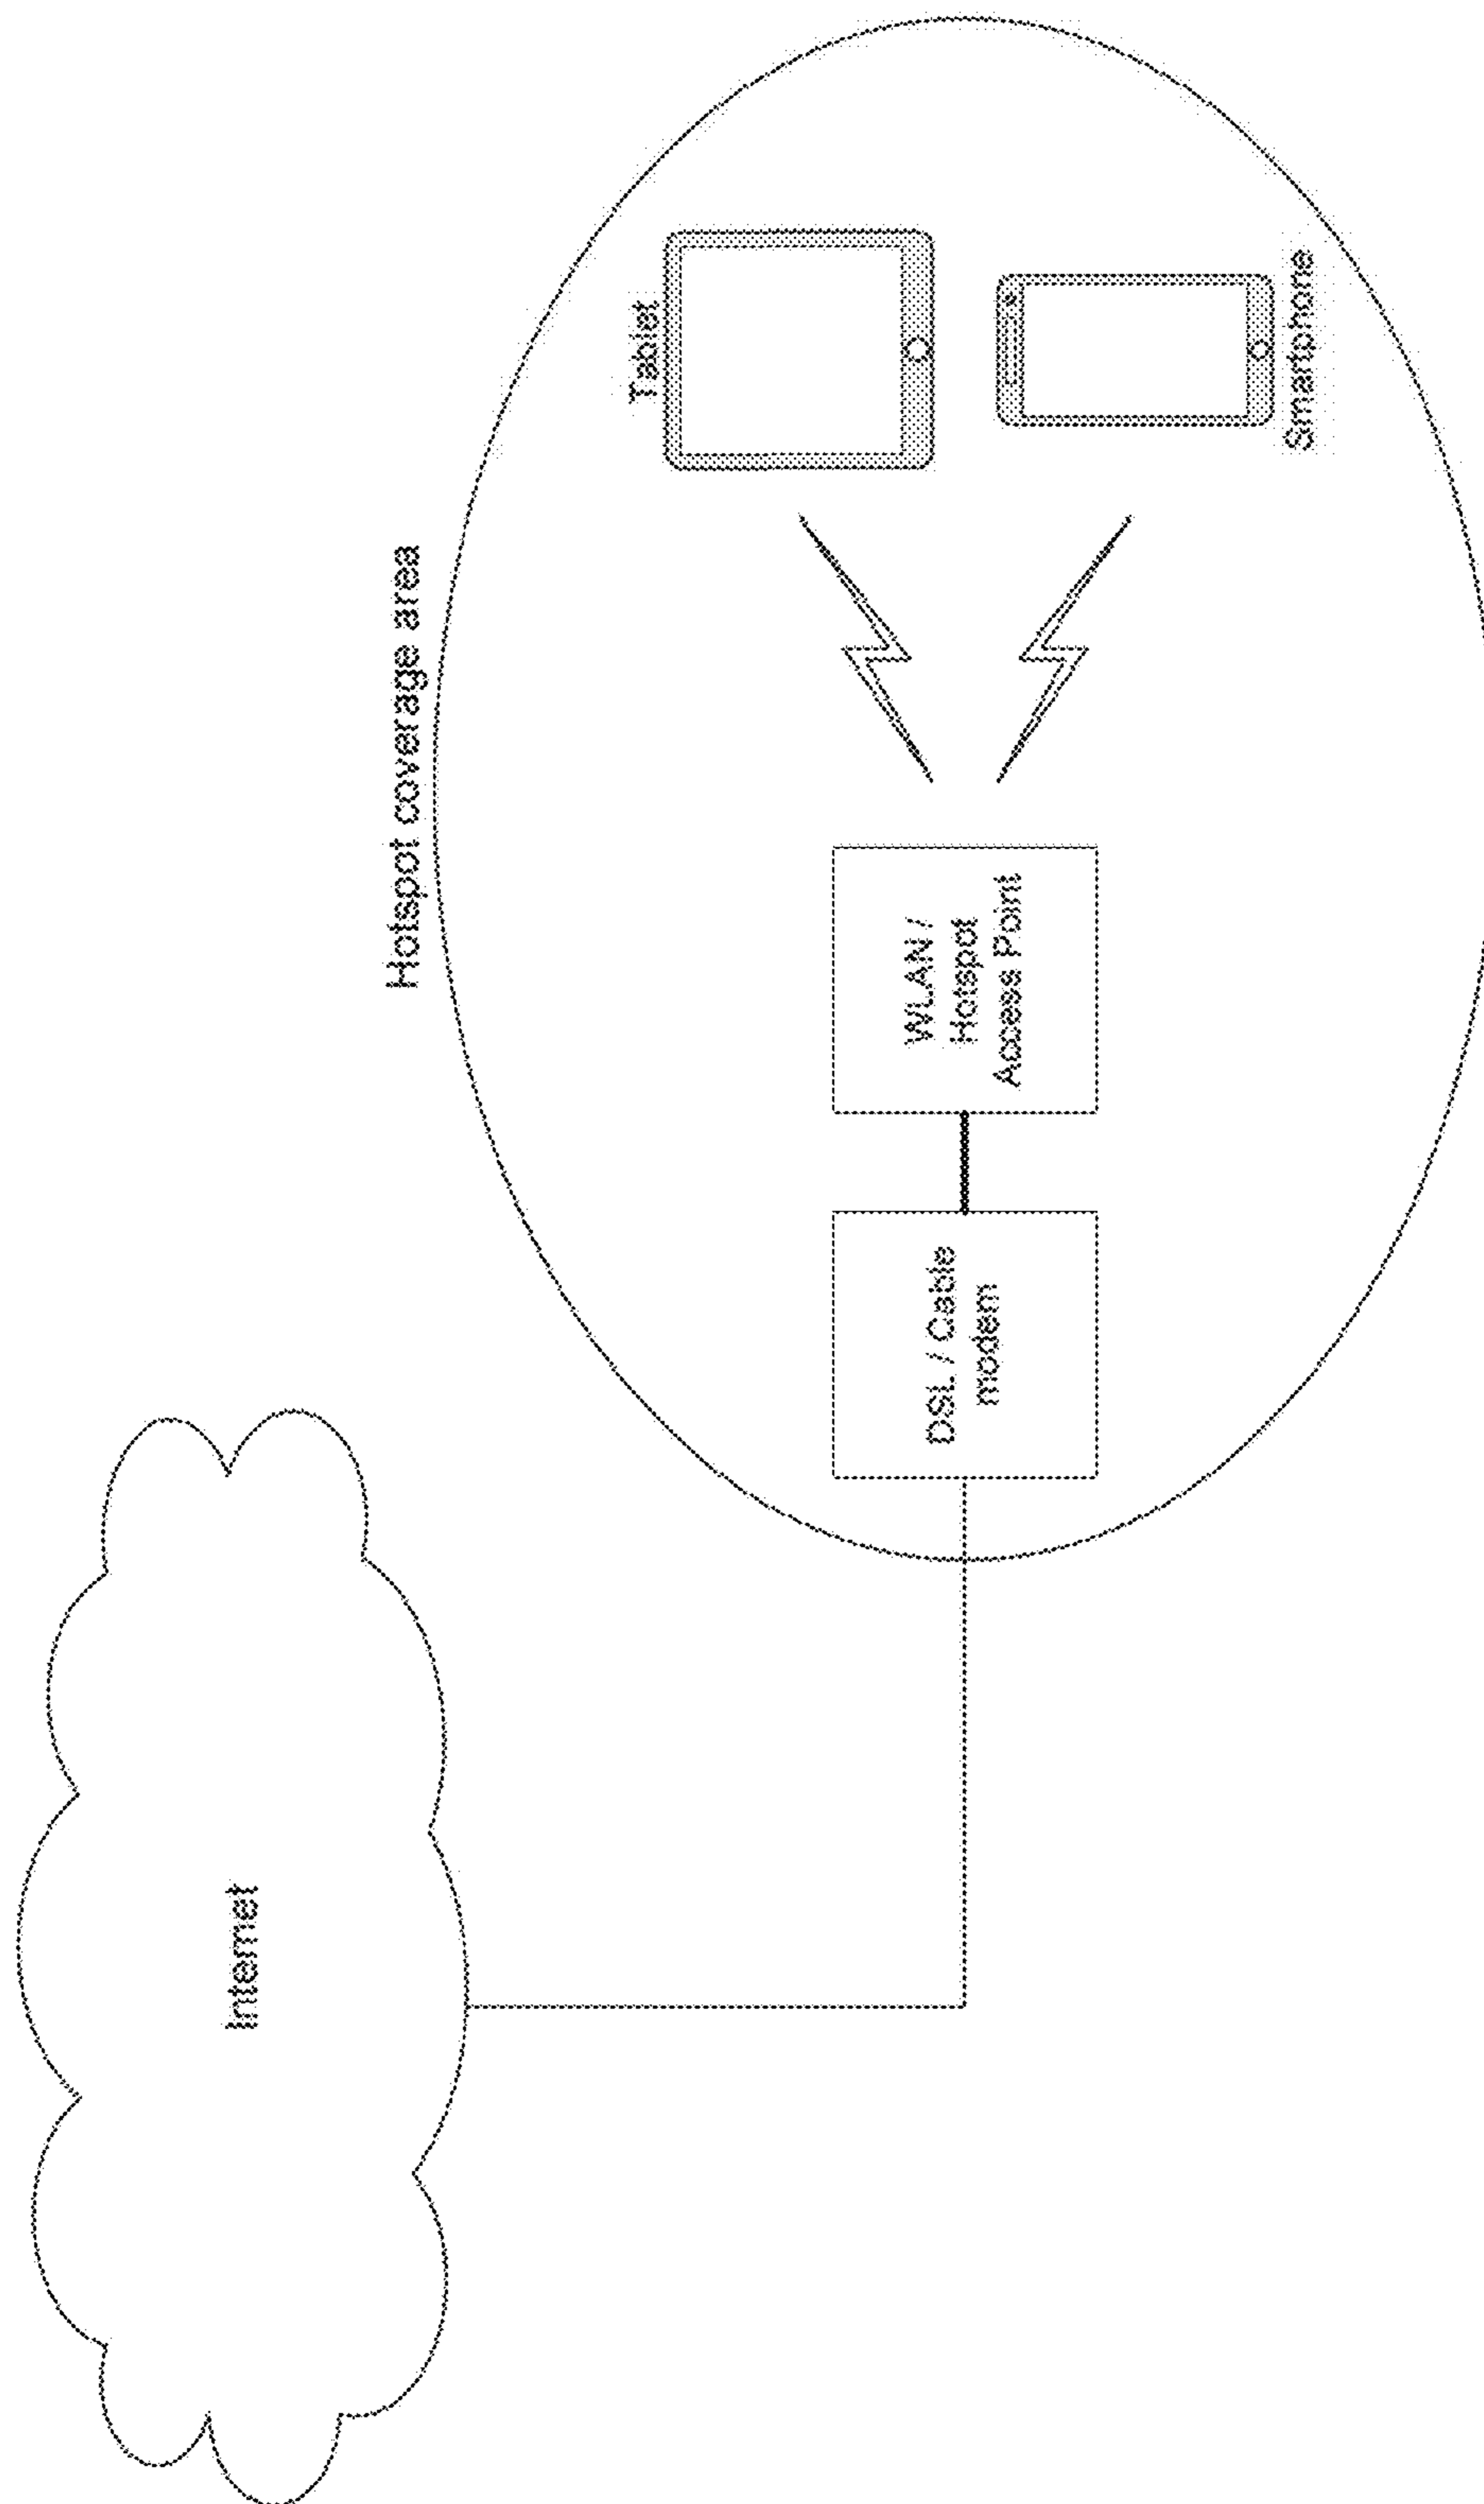 Internet
Hotspot coverage area
Tablet
DSL / Cable
modem
WLAN /
Hotspot
Access Point
Smartphone